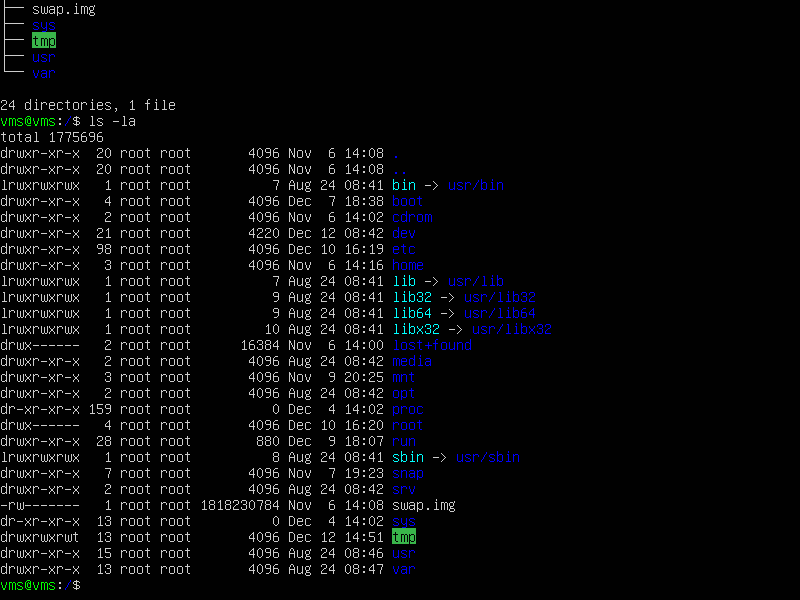 ├── swap.img
├── sys
├── tmp
├── usr
└── var

24 directories, 1 file
vms@vms:/$ ls -la
total 1775696
drwxr-xr-x  20 root root       4096 Nov  6 14:08 .
drwxr-xr-x  20 root root       4096 Nov  6 14:08 ..
lrwxrwxrwx   1 root root          7 Aug 24 08:41 bin -> usr/bin
drwxr-xr-x   4 root root       4096 Dec  7 18:38 boot
drwxr-xr-x   2 root root       4096 Nov  6 14:02 cdrom
drwxr-xr-x  21 root root       4220 Dec 12 08:42 dev
drwxr-xr-x  98 root root       4096 Dec 10 16:19 etc
drwxr-xr-x   3 root root       4096 Nov  6 14:16 home
lrwxrwxrwx   1 root root          7 Aug 24 08:41 lib -> usr/lib
lrwxrwxrwx   1 root root          9 Aug 24 08:41 lib32 -> usr/lib32
lrwxrwxrwx   1 root root          9 Aug 24 08:41 lib64 -> usr/lib64
lrwxrwxrwx   1 root root         10 Aug 24 08:41 libx32 -> usr/libx32
drwx------   2 root root      16384 Nov  6 14:00 lost+found
drwxr-xr-x   2 root root       4096 Aug 24 08:42 media
drwxr-xr-x   3 root root       4096 Nov  9 20:25 mnt
drwxr-xr-x   2 root root       4096 Aug 24 08:42 opt
dr-xr-xr-x 159 root root          0 Dec  4 14:02 proc
drwx------   4 root root       4096 Dec 10 16:20 root
drwxr-xr-x  28 root root        880 Dec  9 18:07 run
lrwxrwxrwx   1 root root          8 Aug 24 08:41 sbin -> usr/sbin
drwxr-xr-x   7 root root       4096 Nov  7 19:23 snap
drwxr-xr-x   2 root root       4096 Aug 24 08:42 srv
-rw-------   1 root root 1818230784 Nov  6 14:08 swap.img
dr-xr-xr-x  13 root root          0 Dec  4 14:02 sys
drwxrwxrwt  13 root root       4096 Dec 12 14:51 tmp
drwxr-xr-x  15 root root       4096 Aug 24 08:46 usr
drwxr-xr-x  13 root root       4096 Aug 24 08:47 var
vms@vms:/$